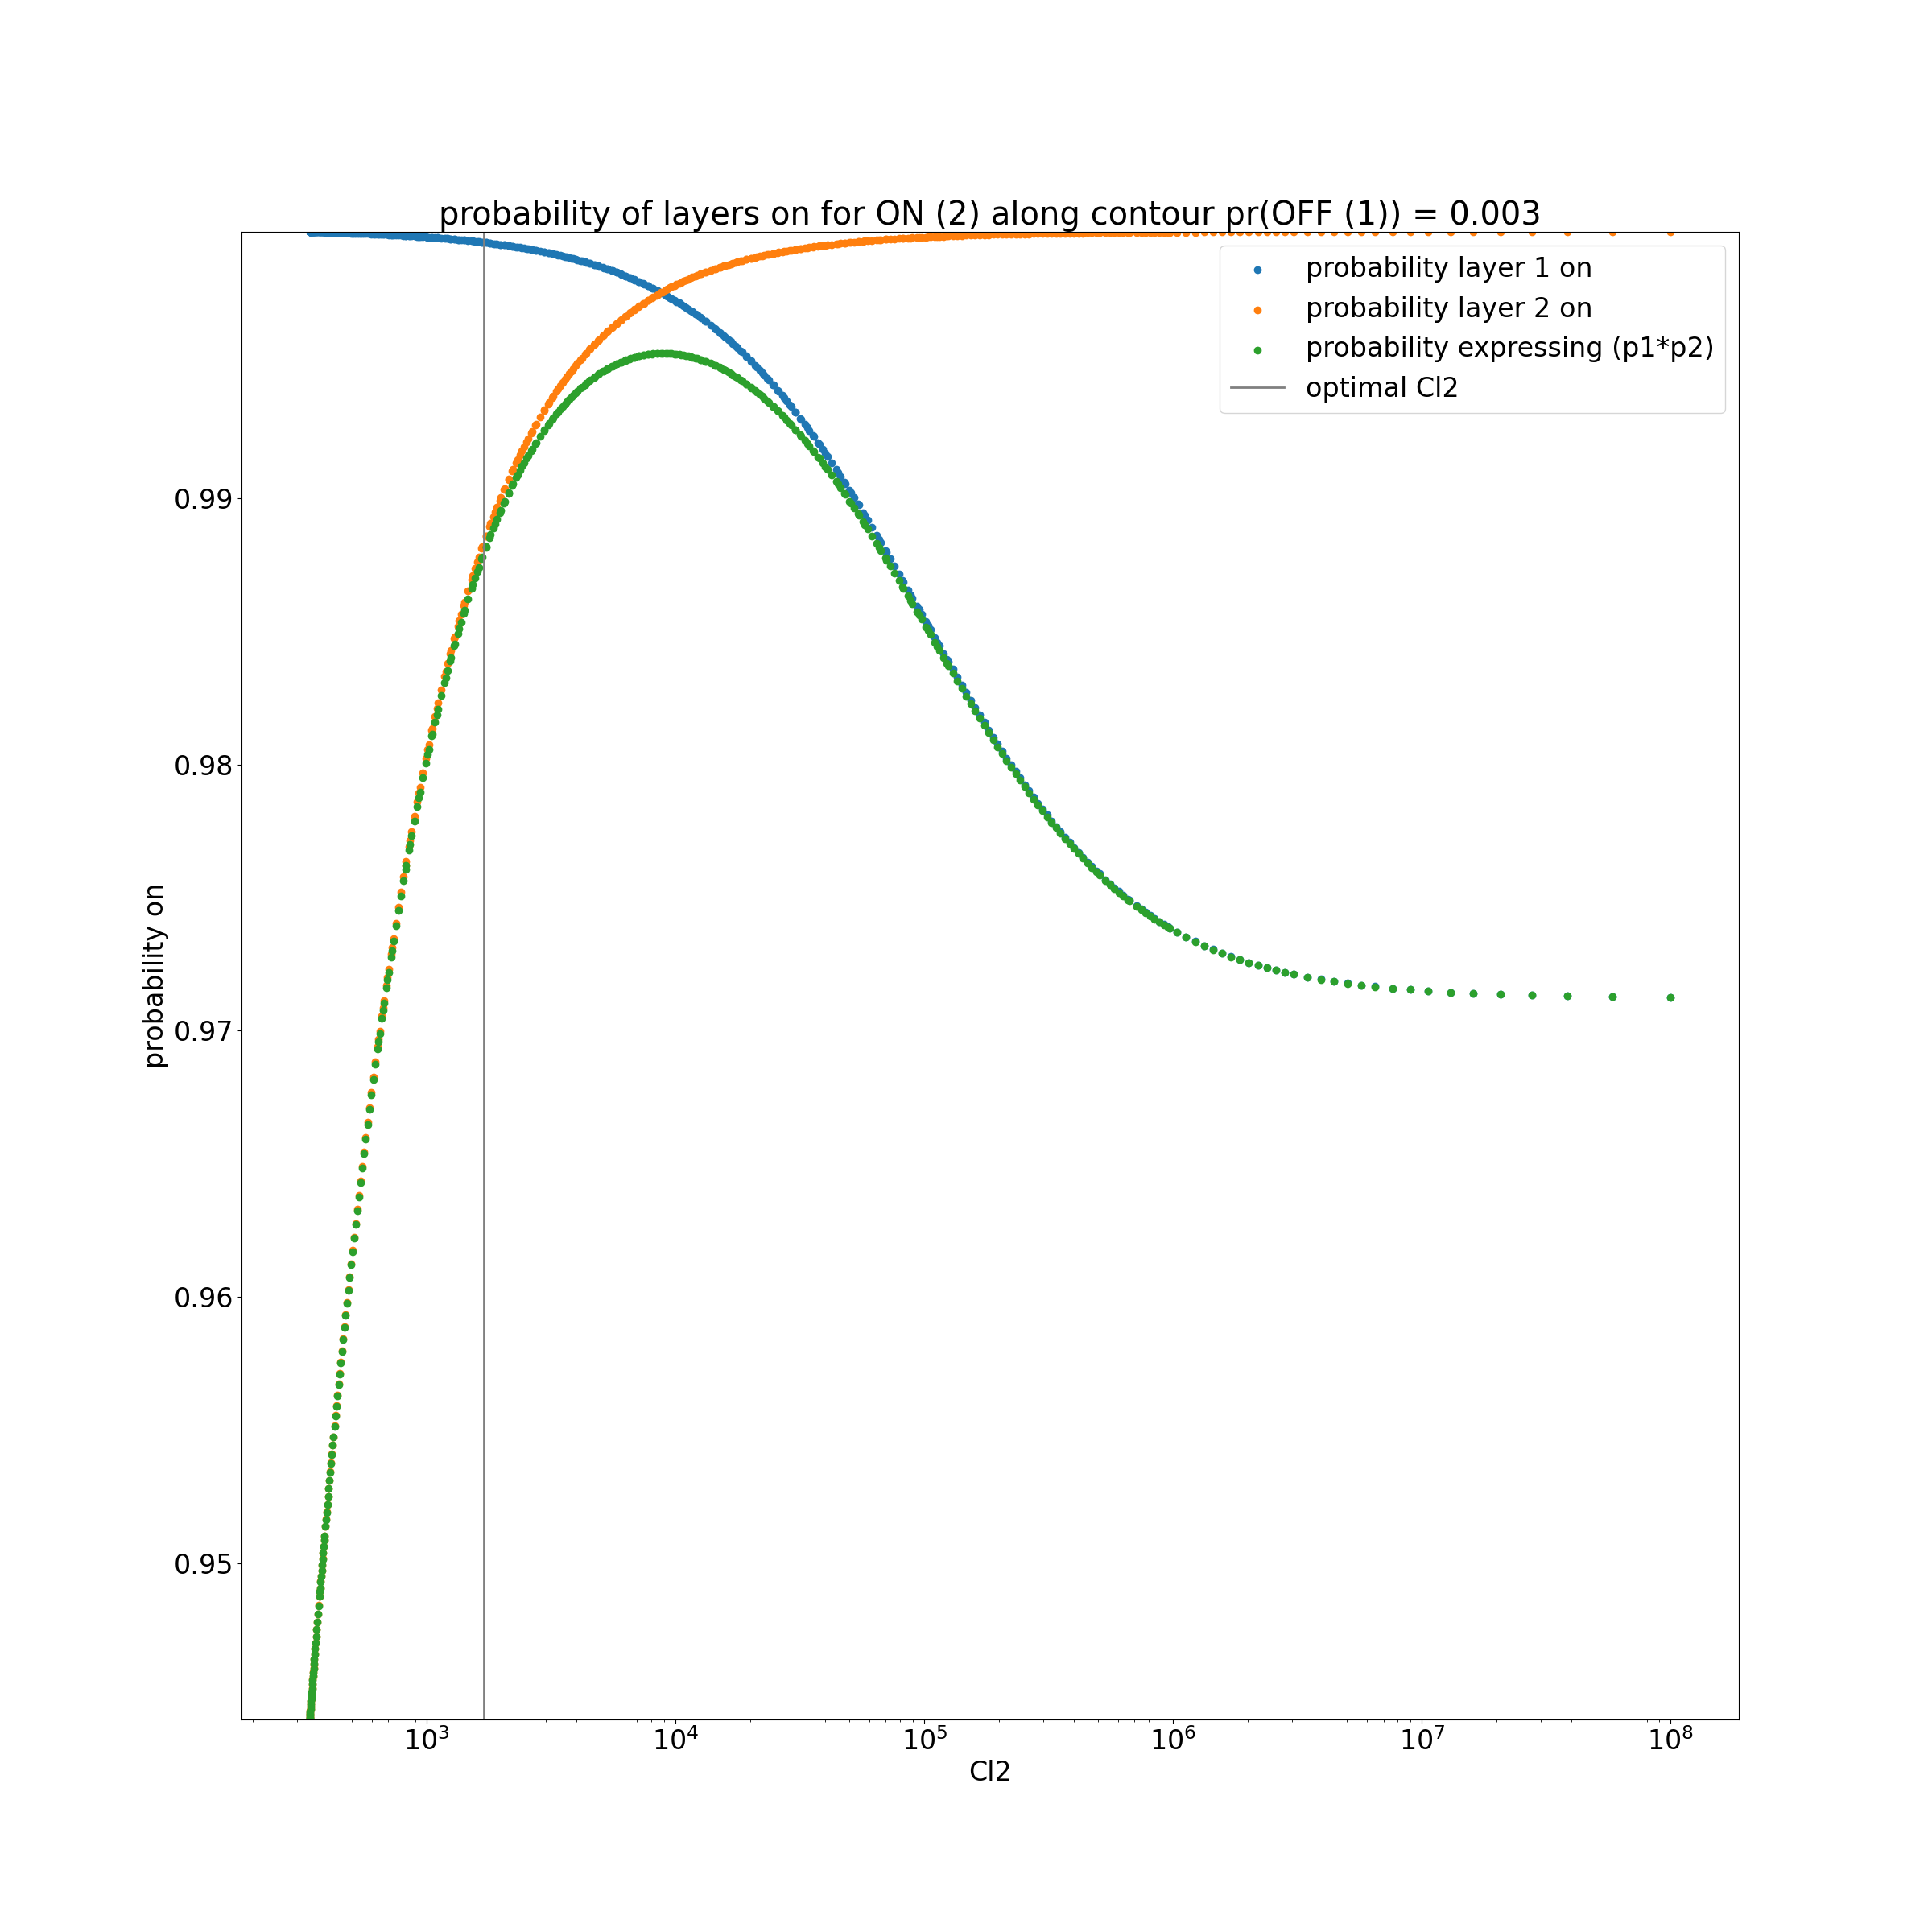 probability of layers on for ON (2) along contour pr(OFF (1)) = 0.003
probability layer 1 on
probability layer 2 on
probability expressing (p1*p2)
optimal Cl2
0.99
0.98
0.97
0.96
0.95
probability on
10³ 10⁴ 10⁵ 10⁶ 10⁷ 10⁸
Cl2